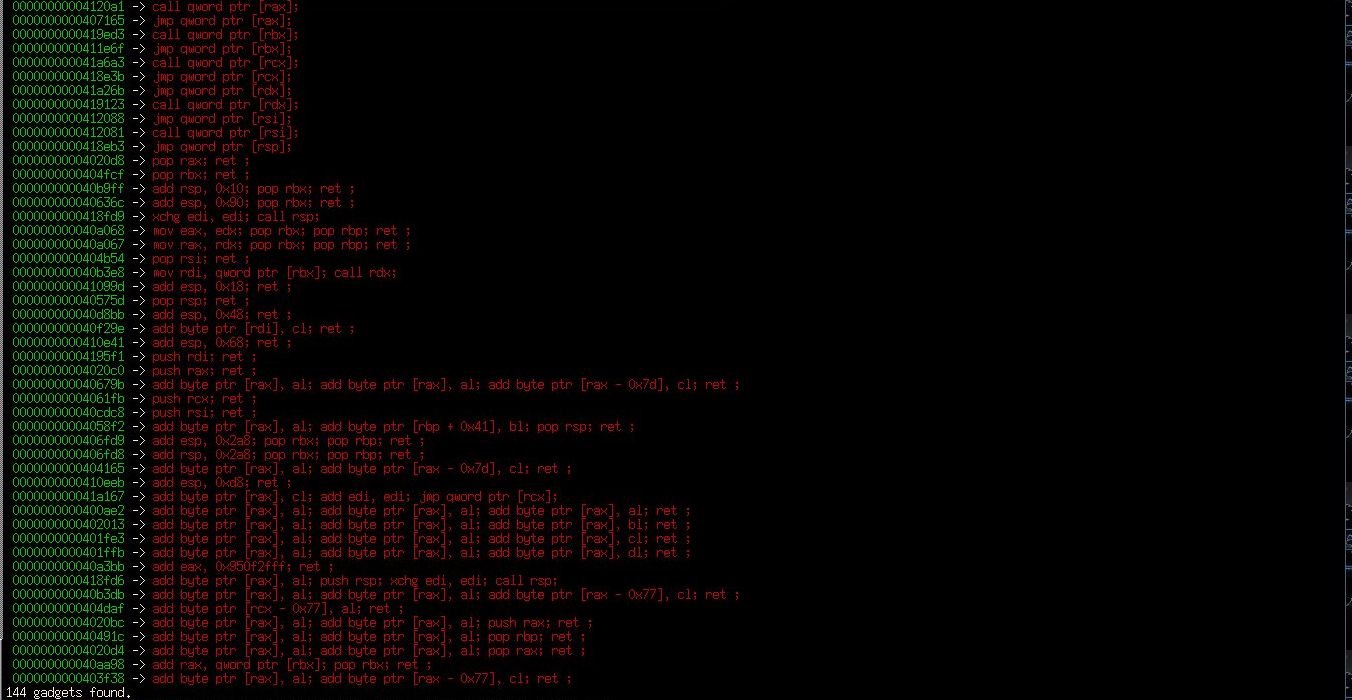 00000000004120a1 -> call qword ptr [rax];
0000000000407165 -> jmp qword ptr [rax];
0000000000419ed3 -> call qword ptr [rbx];
0000000000411e6f -> jmp qword ptr [rbx];
000000000041a6a3 -> call qword ptr [rcx];
0000000000418e3b -> jmp qword ptr [rcx];
000000000041a26b -> jmp qword ptr [rdx];
0000000000419123 -> call qword ptr [rdx];
0000000000412088 -> jmp qword ptr [rsi];
0000000000412081 -> call qword ptr [rsi];
0000000000418eb3 -> jmp qword ptr [rsp];
00000000004020d8 -> pop rax; ret ;
0000000000404fcf -> pop rbx; ret ;
000000000040b9ff -> add rsp, 0x10; pop rbx; ret ;
000000000040636c -> add esp, 0x90; pop rbx; ret ;
0000000000418fd9 -> xchg edi, edi; call rsp;
000000000040a068 -> mov eax, edx; pop rbx; pop rbp; ret ;
000000000040a067 -> mov rax, rdx; pop rbx; pop rbp; ret ;
0000000000404b54 -> pop rsi; ret ;
000000000040b3e8 -> mov rdi, qword ptr [rbx]; call rdx;
000000000041099d -> add esp, 0x18; ret ;
000000000040575d -> pop rsp; ret ;
000000000040d8bb -> add esp, 0x48; ret ;
000000000040f29e -> add byte ptr [rdi], cl; ret ;
0000000000410e41 -> add esp, 0x68; ret ;
00000000004195f1 -> push rdi; ret ;
00000000004020c0 -> push rax; ret ;
000000000040679b -> add byte ptr [rax], al; add byte ptr [rax], al; add byte ptr [rax - 0x7d], cl; ret ;
00000000004061fb -> push rcx; ret ;
000000000040cdc8 -> push rsi; ret ;
00000000004058f2 -> add byte ptr [rax], al; add byte ptr [rbp + 0x41], bl; pop rsp; ret ;
0000000000406fd9 -> add esp, 0x2a8; pop rbx; pop rbp; ret ;
0000000000406fd8 -> add rsp, 0x2a8; pop rbx; pop rbp; ret ;
0000000000404165 -> add byte ptr [rax], al; add byte ptr [rax - 0x7d], cl; ret ;
0000000000410eeb -> add esp, 0xd8; ret ;
000000000041a167 -> add byte ptr [rax], cl; add edi, edi; jmp qword ptr [rcx];
0000000000400ae2 -> add byte ptr [rax], al; add byte ptr [rax], al; add byte ptr [rax], al; ret ;
0000000000402013 -> add byte ptr [rax], al; add byte ptr [rax], al; add byte ptr [rax], bl; ret ;
0000000000401fe3 -> add byte ptr [rax], al; add byte ptr [rax], al; add byte ptr [rax], cl; ret ;
0000000000401ffb -> add byte ptr [rax], al; add byte ptr [rax], al; add byte ptr [rax], dl; ret ;
000000000040a3bb -> add eax, 0x950f2fff; ret ;
0000000000418fd6 -> add byte ptr [rax], al; push rsp; xchg edi, edi; call rsp;
000000000040b3db -> add byte ptr [rax], al; add byte ptr [rax], al; add byte ptr [rax - 0x77], cl; ret ;
0000000000404daf -> add byte ptr [rcx - 0x77], al; ret ;
00000000004020bc -> add byte ptr [rax], al; add byte ptr [rax], al; push rax; ret ;
000000000040491c -> add byte ptr [rax], al; add byte ptr [rax], al; pop rbp; ret ;
00000000004020d4 -> add byte ptr [rax], al; add byte ptr [rax], al; pop rax; ret ;
000000000040aa98 -> add rax, qword ptr [rbx]; pop rbx; ret ;
0000000000403f38 -> add byte ptr [rax], al; add byte ptr [rax - 0x77], cl; ret ;
144 gadgets found.